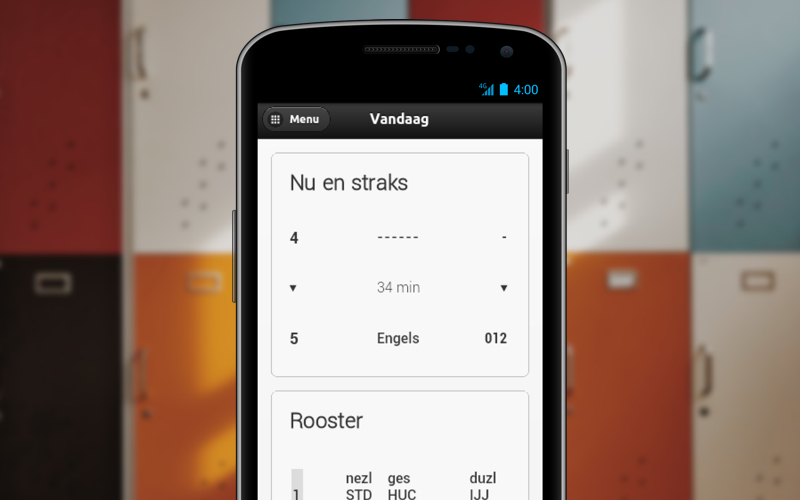 4G 4:00
Menu Vandaag
Nu en straks
4 ------ -
▼ 34 min ▼
5 Engels 012
Rooster
nezl ges duzl
1 STD HUC IJJ